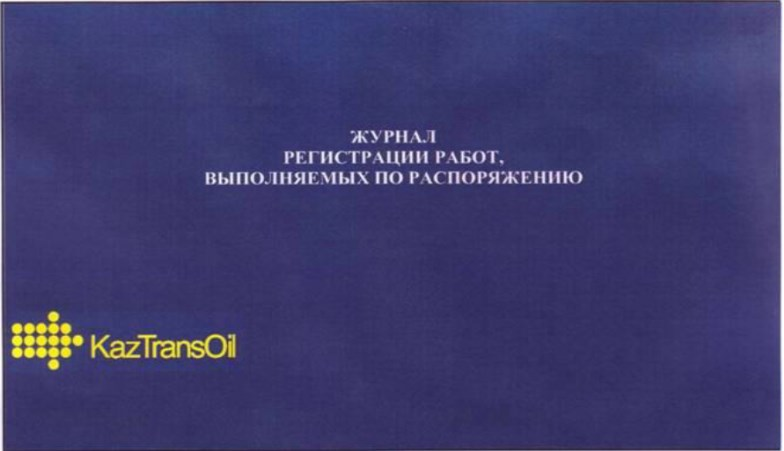 ЖУРНАЛ
РЕГИСТРАЦИИ РАБОТ,
ВЫПОЛНЯЕМЫХ ПО РАСПОРЯЖЕНИЮ
KazTransOil